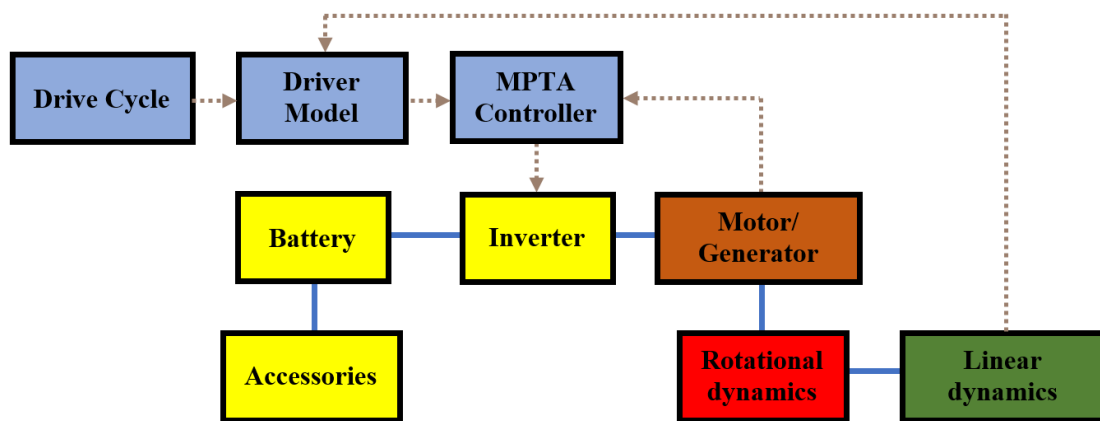 Drive Cycle
Driver
Model
MPTA
Controller
Battery
Inverter
Motor/
Generator
Accessories
Rotational
dynamics
Linear
dynamics